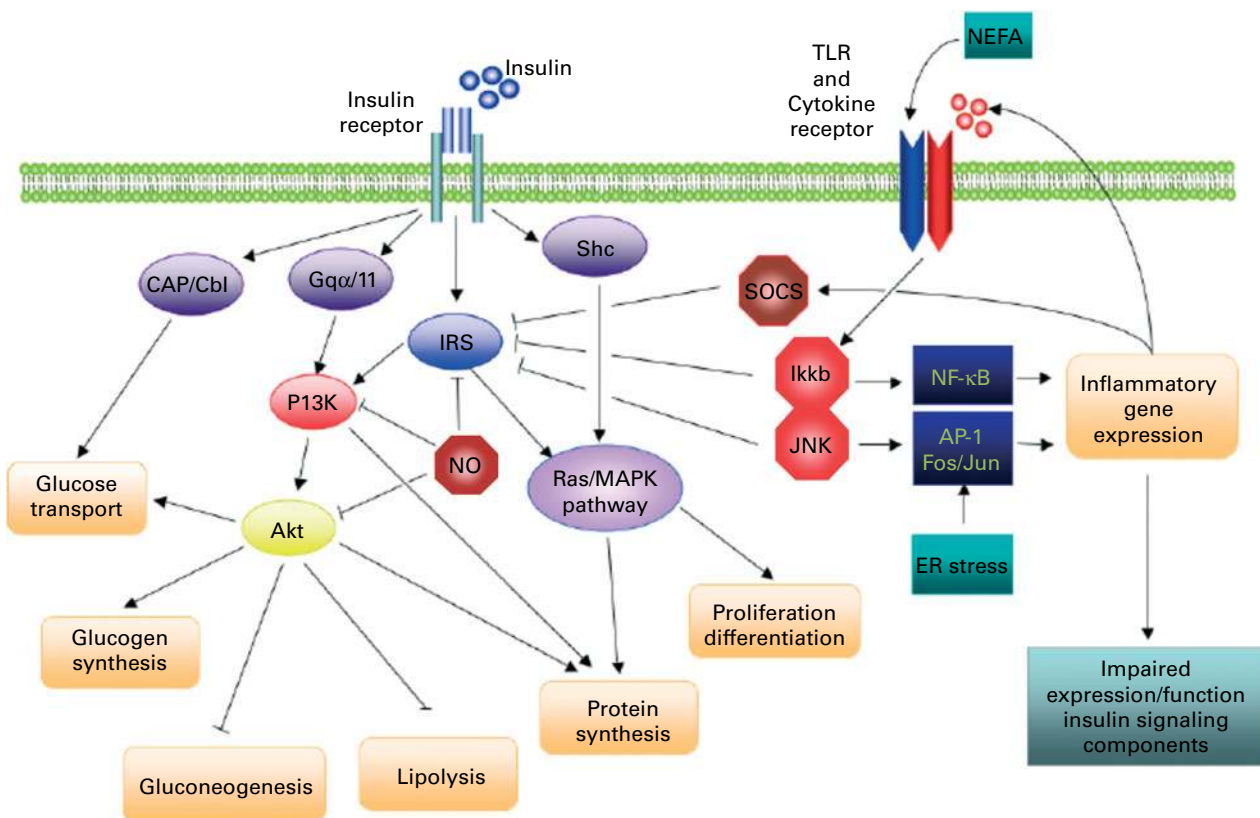 NEFA
TLR
and
Cytokine
receptor
Insulin
Insulin
receptor
Shc
CAP/Cbl
Gqα/11
SOCS
IRS
Ikkb
NF-κB
Inflammatory
gene
expression
P13K
JNK
AP-1
Fos/Jun
NO
Ras/MAPK
pathway
Glucose
transport
Akt
ER stress
Proliferation
differentiation
Glucogen
synthesis
Impaired
expression/function
insulin signaling
components
Protein
synthesis
Lipolysis
Gluconeogenesis